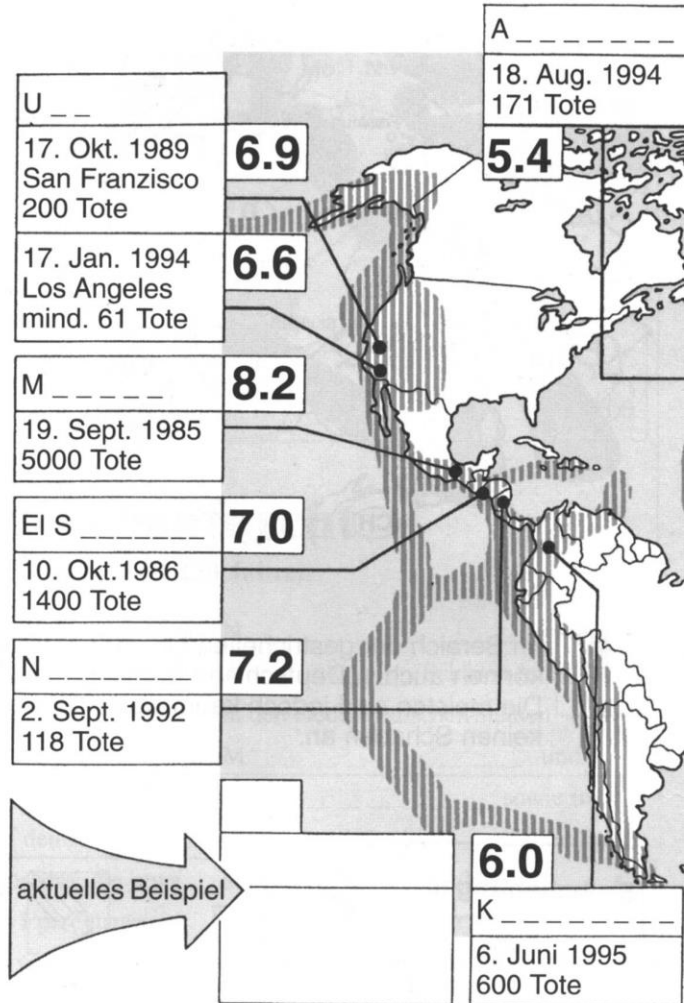 A _ _ _ _ _ _ _ _ _
18. Aug. 1994
171 Tote
5.4
U _ _
17. Okt. 1989
San Franzisco
200 Tote
6.9
17. Jan. 1994
Los Angeles
mind. 61 Tote
6.6
M _ _ _ _ _
8.2
19. Sept. 1985
5000 Tote
El S _ _ _ _ _ _ _
7.0
10. Okt.1986
1400 Tote
N _ _ _ _ _ _ _ _
7.2
2. Sept. 1992
118 Tote
aktuelles Beispiel
6.0
K _ _ _ _ _ _ _ _
6. Juni 1995
600 Tote